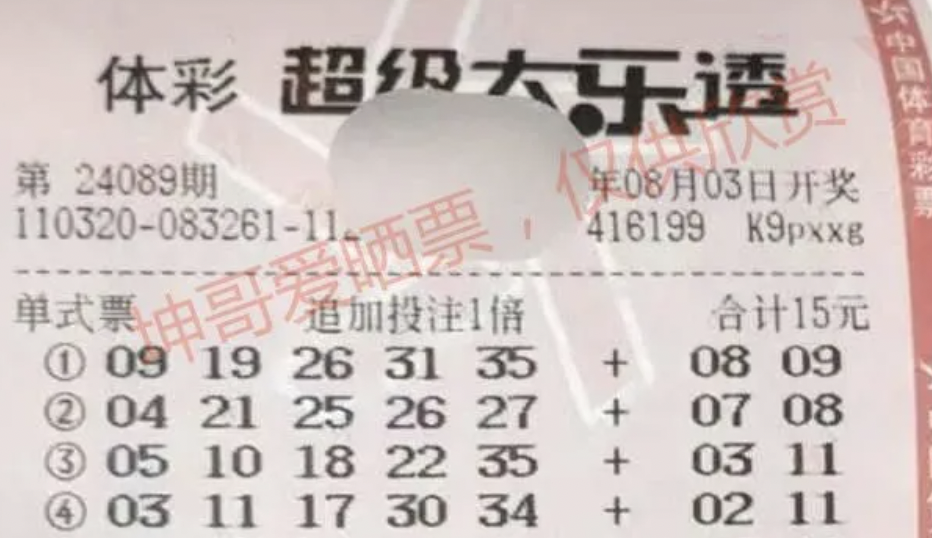 体彩 超级大乐透
第 24089期 年08月03日开奖
110320-083261-11 416199 K9pxxg
单式票 追加投注1倍 合计15元
① 09 19 26 31 35 + 08 09
② 04 21 25 26 27 + 07 08
③ 05 10 18 22 35 + 03 11
④ 03 11 17 30 34 + 02 11
坤哥爱晒票，仅供欣赏
中国体育彩票